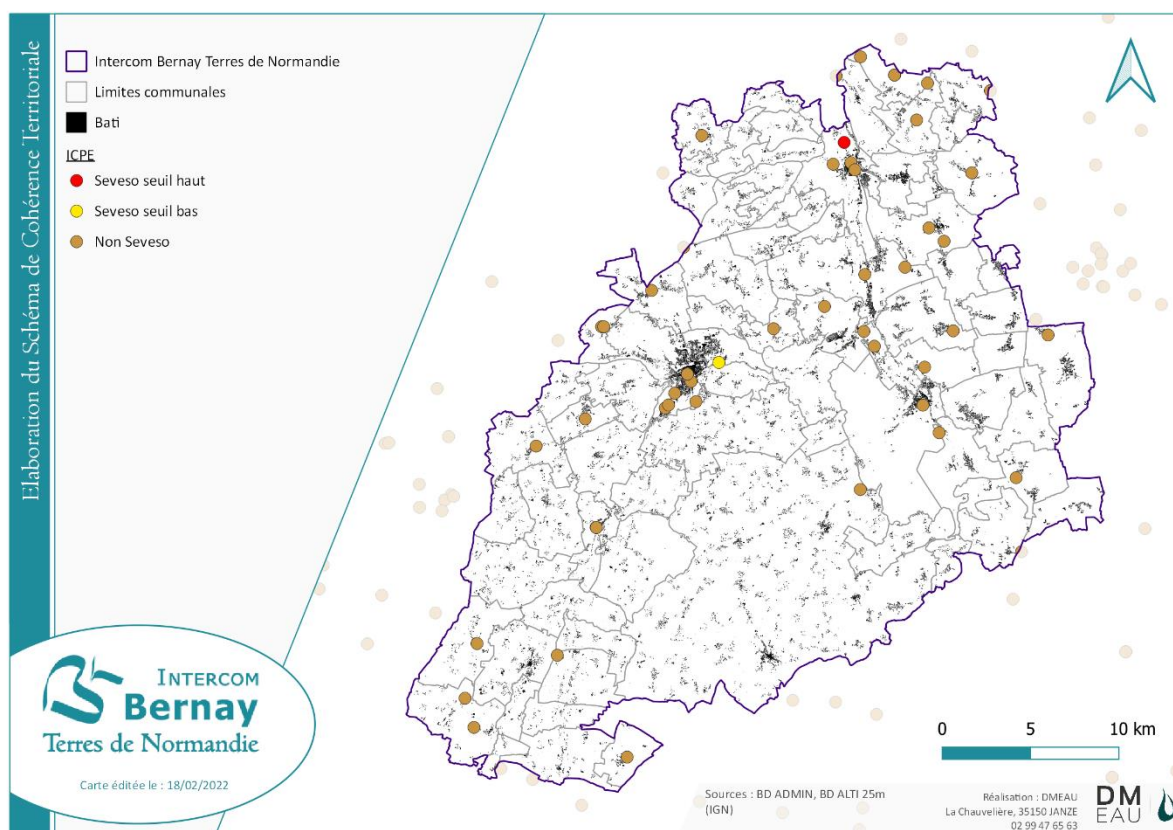 Elaboration du Schéma de Cohérence Territoriale
Intercom Bernay Terres de Normandie
Limites communales
Bati
ICPE
Seveso seuil haut
Seveso seuil bas
Non Seveso
INTERCOM
Bernay
Terres de Normandie
Carte éditée le : 18/02/2022
0 5 10 km
Sources : BD ADMIN, BD ALTI 25m
(IGN)
Réalisation : DMEAU
La Chauvelière, 35150 JANZE
02 99 47 65 63
DM
EAU